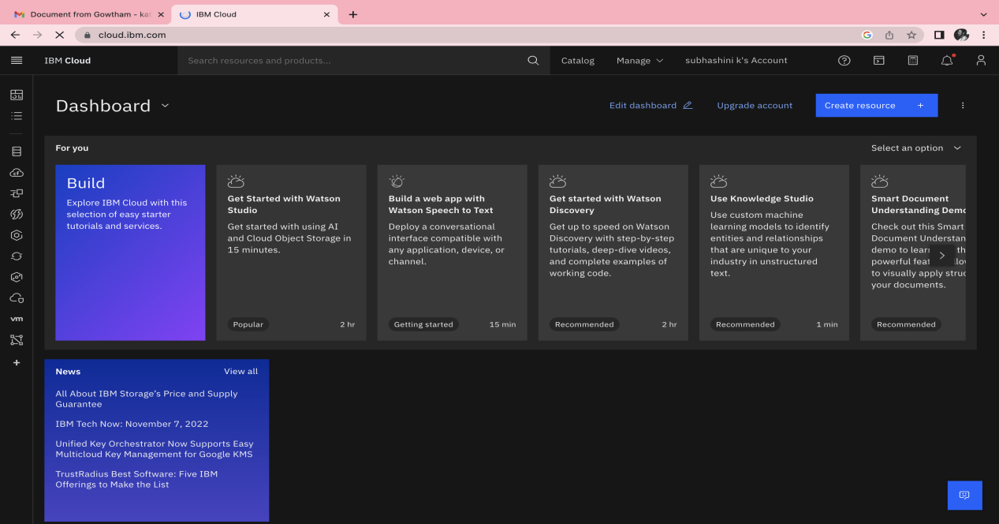 Document from Gowtham - kat
IBM Cloud
cloud.ibm.com
IBM Cloud
Search resources and products...
Catalog
Manage
subhashini k's Account
Dashboard
Edit dashboard
Upgrade account
Create resource +
For you
Select an option
Build
Explore IBM Cloud with this
selection of easy starter
tutorials and services.
Get Started with Watson
Studio
Get started with using AI
and Cloud Object Storage in
15 minutes.
Popular
2 hr
Build a web app with
Watson Speech to Text
Deploy a conversational
interface compatible with
any application, device, or
channel.
Getting started
15 min
Get started with Watson
Discovery
Get up to speed on Watson
Discovery with step-by-step
tutorials, deep-dive videos,
and complete examples of
working code.
Recommended
2 hr
Use Knowledge Studio
Use custom machine
learning models to identify
entities and relationships
that are unique to your
industry in unstructured
text.
Recommended
1 min
Smart Document
Understanding Demo
Check out this Smart
Document Understan
demo to lear th
powerful feat llow
to visually apply struc
your documents.
Recommended
vm
News
View all
All About IBM Storage's Price and Supply
Guarantee
IBM Tech Now: November 7, 2022
Unified Key Orchestrator Now Supports Easy
Multicloud Key Management for Google KMS
TrustRadius Best Software: Five IBM
Offerings to Make the List